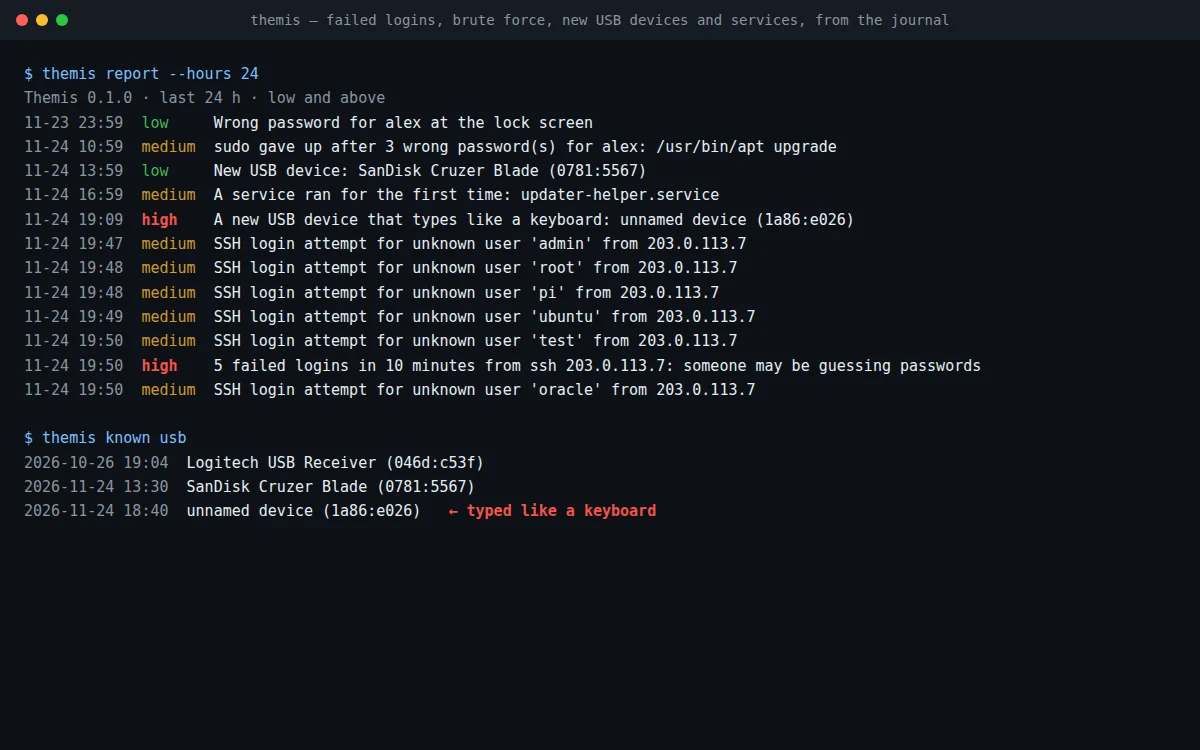 themis — failed logins, brute force, new USB devices and services, from the journal
$ themis report --hours 24
Themis 0.1.0 · last 24 h · low and above
11-23 23:59  low     Wrong password for alex at the lock screen
11-24 10:59  medium  sudo gave up after 3 wrong password(s) for alex: /usr/bin/apt upgrade
11-24 13:59  low     New USB device: SanDisk Cruzer Blade (0781:5567)
11-24 16:59  medium  A service ran for the first time: updater-helper.service
11-24 19:09  high    A new USB device that types like a keyboard: unnamed device (1a86:e026)
11-24 19:47  medium  SSH login attempt for unknown user 'admin' from 203.0.113.7
11-24 19:48  medium  SSH login attempt for unknown user 'root' from 203.0.113.7
11-24 19:48  medium  SSH login attempt for unknown user 'pi' from 203.0.113.7
11-24 19:49  medium  SSH login attempt for unknown user 'ubuntu' from 203.0.113.7
11-24 19:50  medium  SSH login attempt for unknown user 'test' from 203.0.113.7
11-24 19:50  high    5 failed logins in 10 minutes from ssh 203.0.113.7: someone may be guessing passwords
11-24 19:50  medium  SSH login attempt for unknown user 'oracle' from 203.0.113.7
$ themis known usb
2026-10-26 19:04  Logitech USB Receiver (046d:c53f)
2026-11-24 13:30  SanDisk Cruzer Blade (0781:5567)
2026-11-24 18:40  unnamed device (1a86:e026)   ← typed like a keyboard